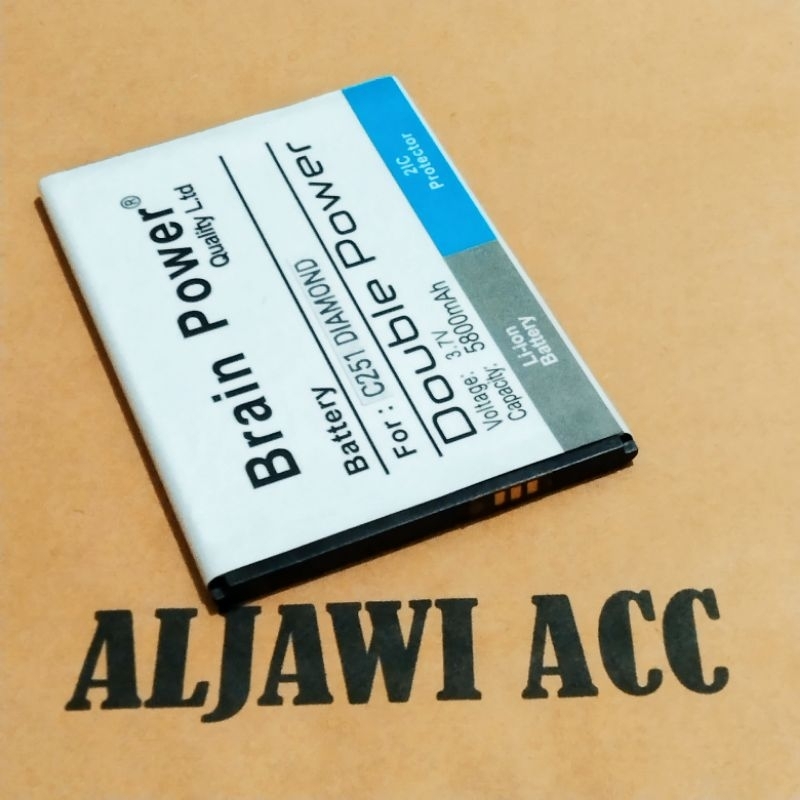 Brain Power®
Quality L.td
Battery
For : C251 DIAMOND
Double Power
Voltage: 3.7V
Capacity: 5800mAh
2IC
Protector
Li-ion
Battery
ALJAWI ACC